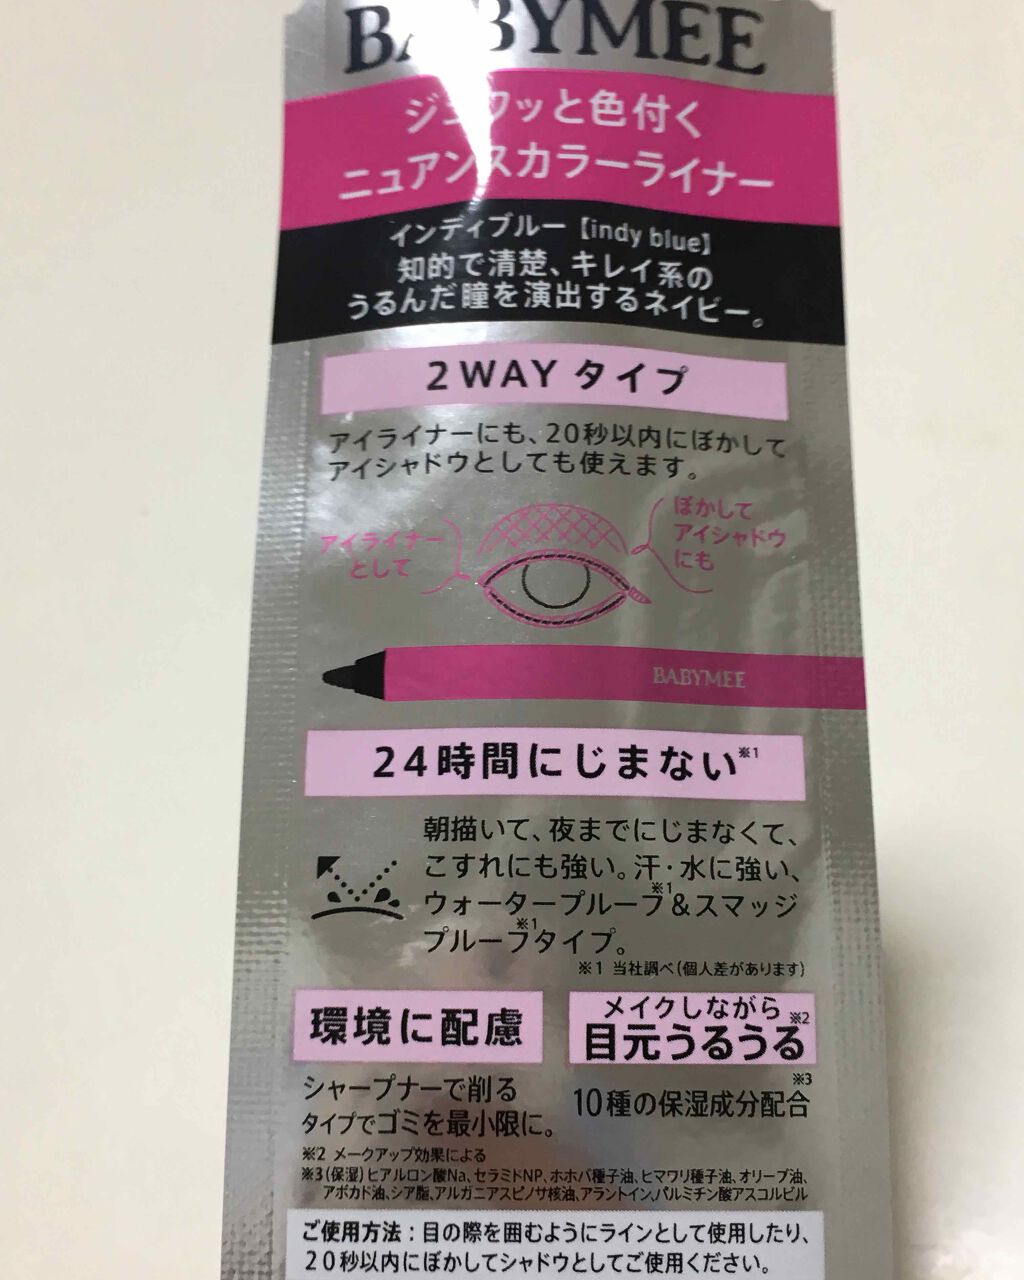 BABYMEE
ジュワッと色付く
ニュアンスカラーライナー
インディブルー【indy blue】
知的で清楚、キレイ系の
うるんだ瞳を演出するネイビー。
2WAYタイプ
アイライナーにも、20秒以内にぼかして
アイシャドウとしても使えます。
アイライナー
として
ぼかして
アイシャドウ
にも
BABYMEE
24時間にじまない※1
朝描いて、夜までにじまなくて、
こすれにも強い。汗・水に強い、
ウォータープルーフ※1&スマッジ
プルーフ※1タイプ。
※1 当社調べ(個人差があります)
環境に配慮
シャープナーで削る
タイプでゴミを最小限に。
メイクしながら
目元うるうる※2
10種の保湿成分配合※3
※2 メークアップ効果による
※3(保湿)ヒアルロン酸Na、セラミドNP、ホホバ種子油、ヒマワリ種子油、オリーブ油、
アボカド油、シア脂、アルガニアスピノサ核油、アラントイン、パルミチン酸アスコルビル
ご使用方法:目の際を囲むようにラインとして使用したり、
20秒以内にぼかしてシャドウとしてご使用ください。